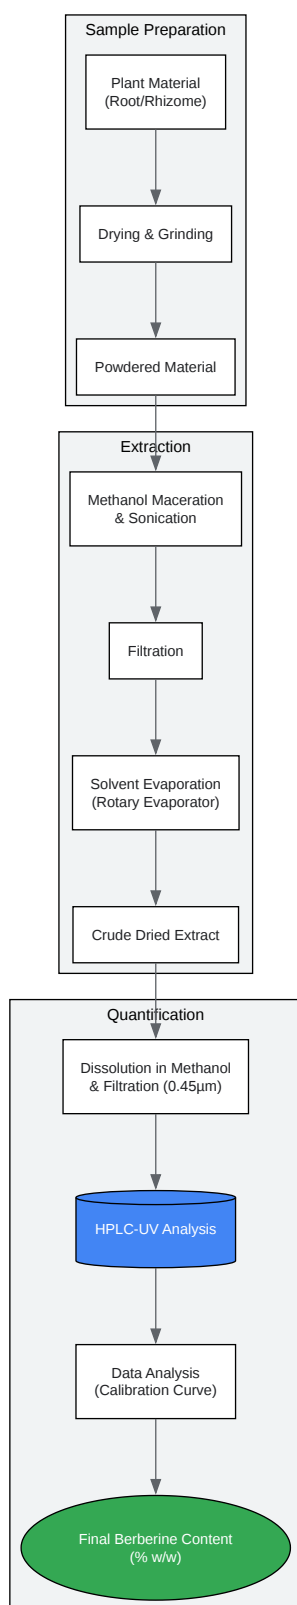 Sample Preparation
Plant Material
(Root/Rhizome)
Drying & Grinding
Powdered Material
Extraction
Methanol Maceration
& Sonication
Filtration
Solvent Evaporation
(Rotary Evaporator)
Crude Dried Extract
Quantification
Dissolution in Methanol
& Filtration (0.45µm)
HPLC-UV Analysis
Data Analysis
(Calibration Curve)
Final Berberine Content
(% w/w)